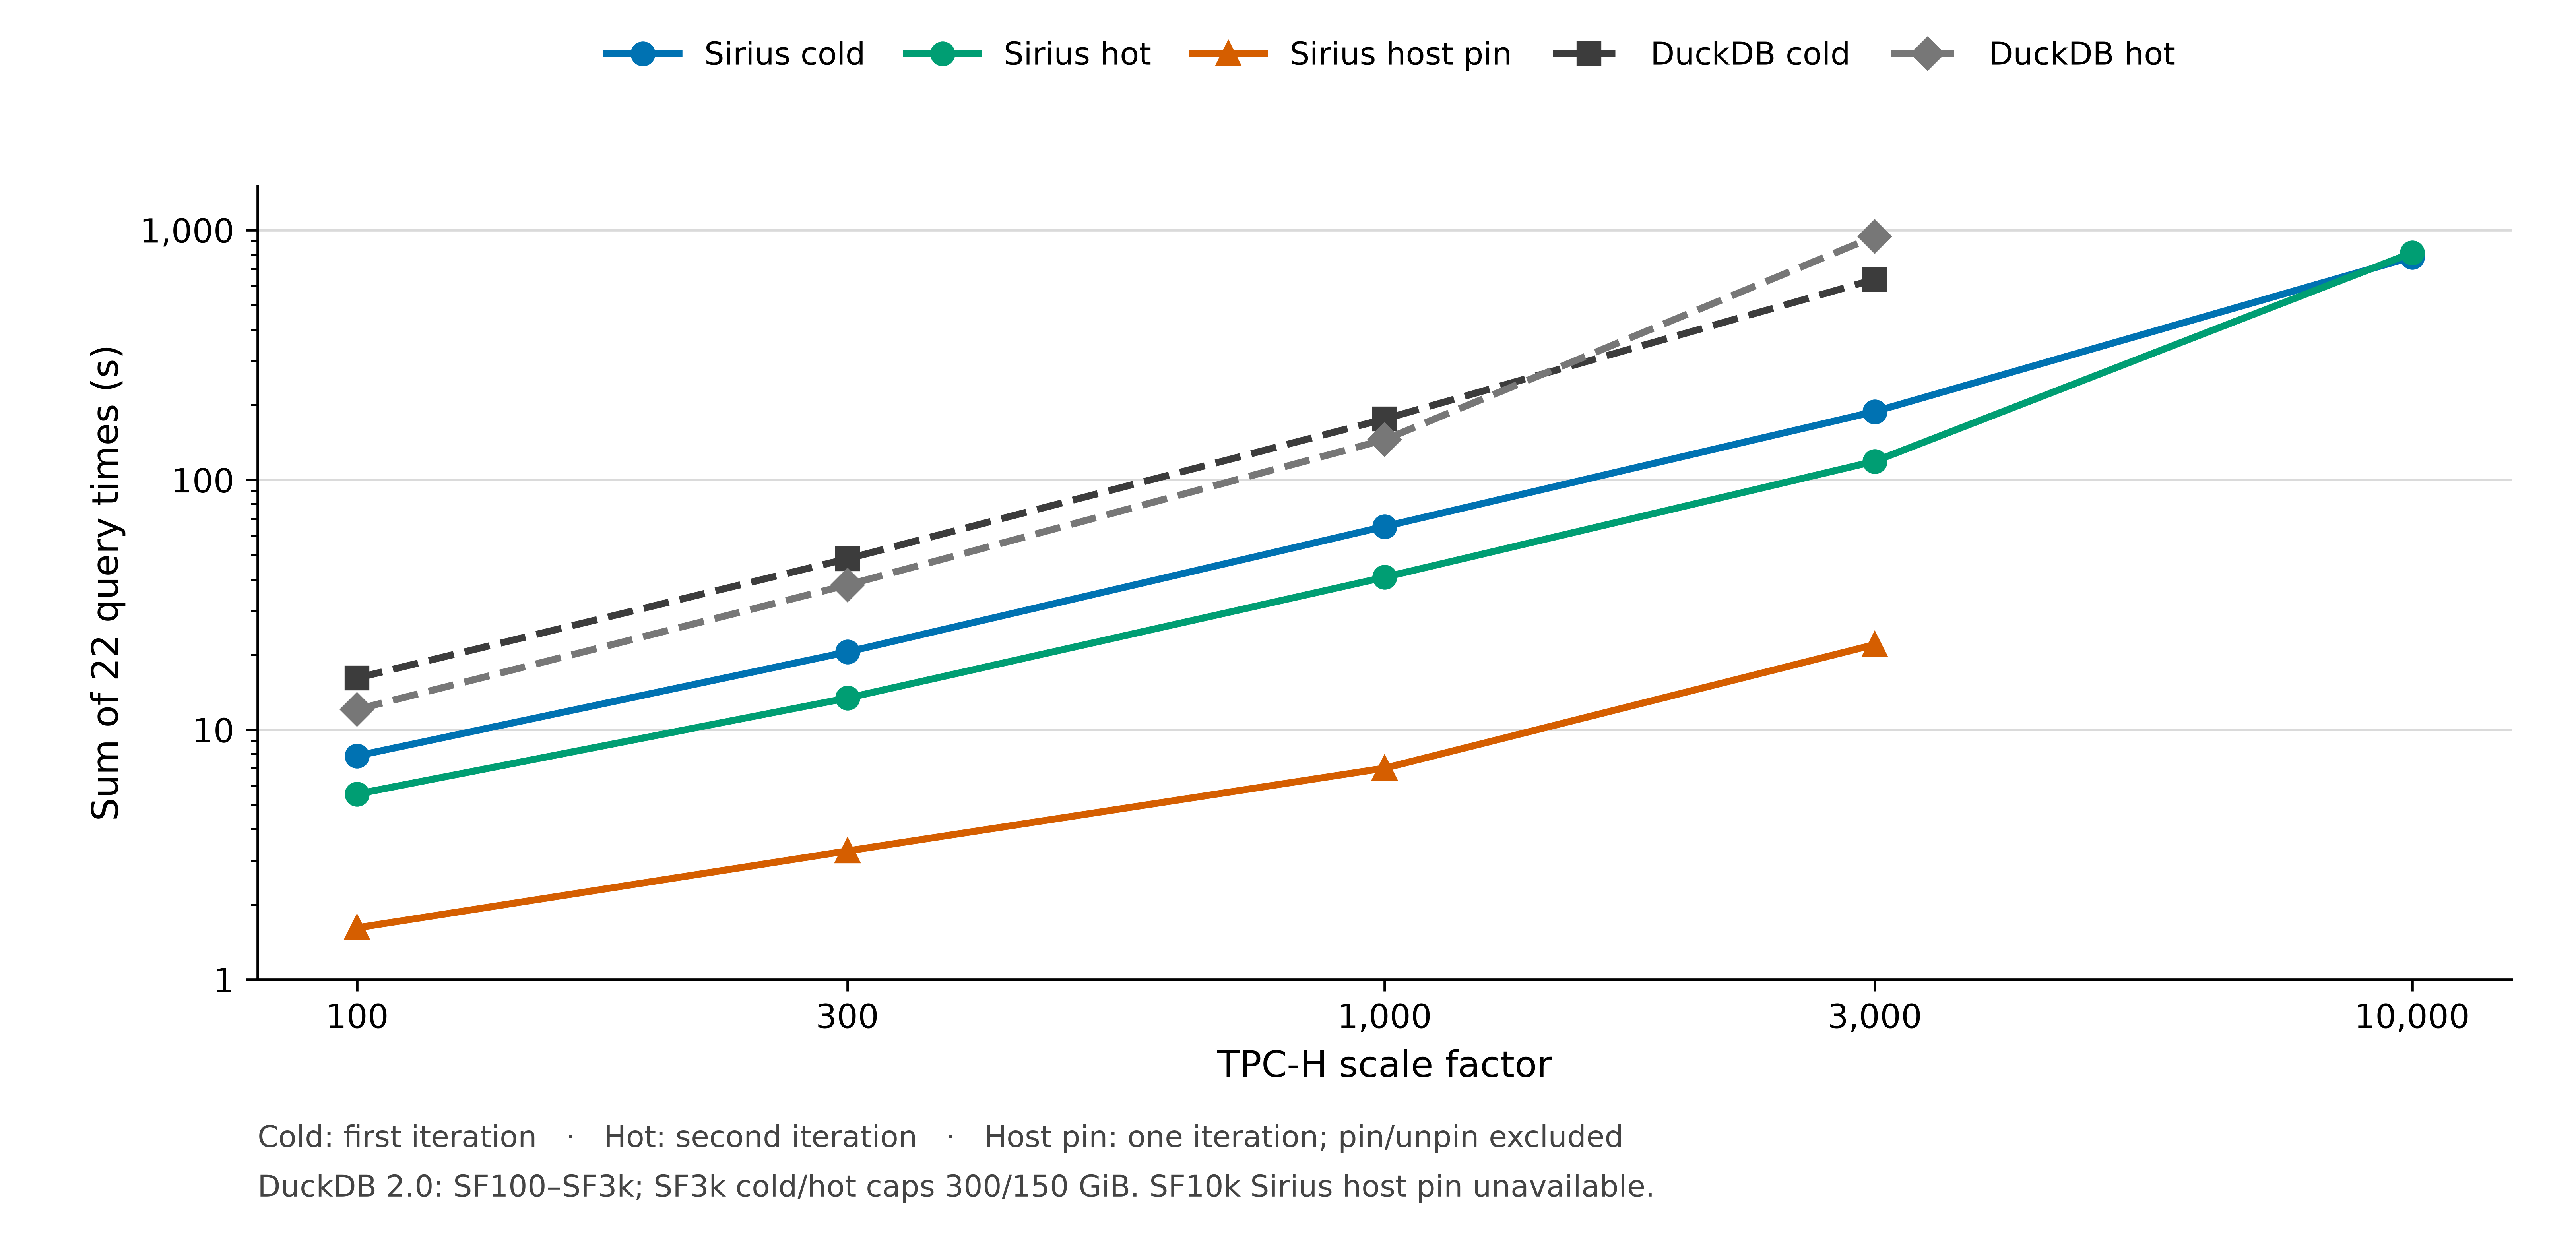 Sirius cold Sirius hot Sirius host pin DuckDB cold DuckDB hot
Sum of 22 query times (s)
1,000
100
10
1
100 300 1,000 3,000 10,000
TPC-H scale factor
Cold: first iteration · Hot: second iteration · Host pin: one iteration; pin/unpin excluded
DuckDB 2.0: SF100–SF3k; SF3k cold/hot caps 300/150 GiB. SF10k Sirius host pin unavailable.